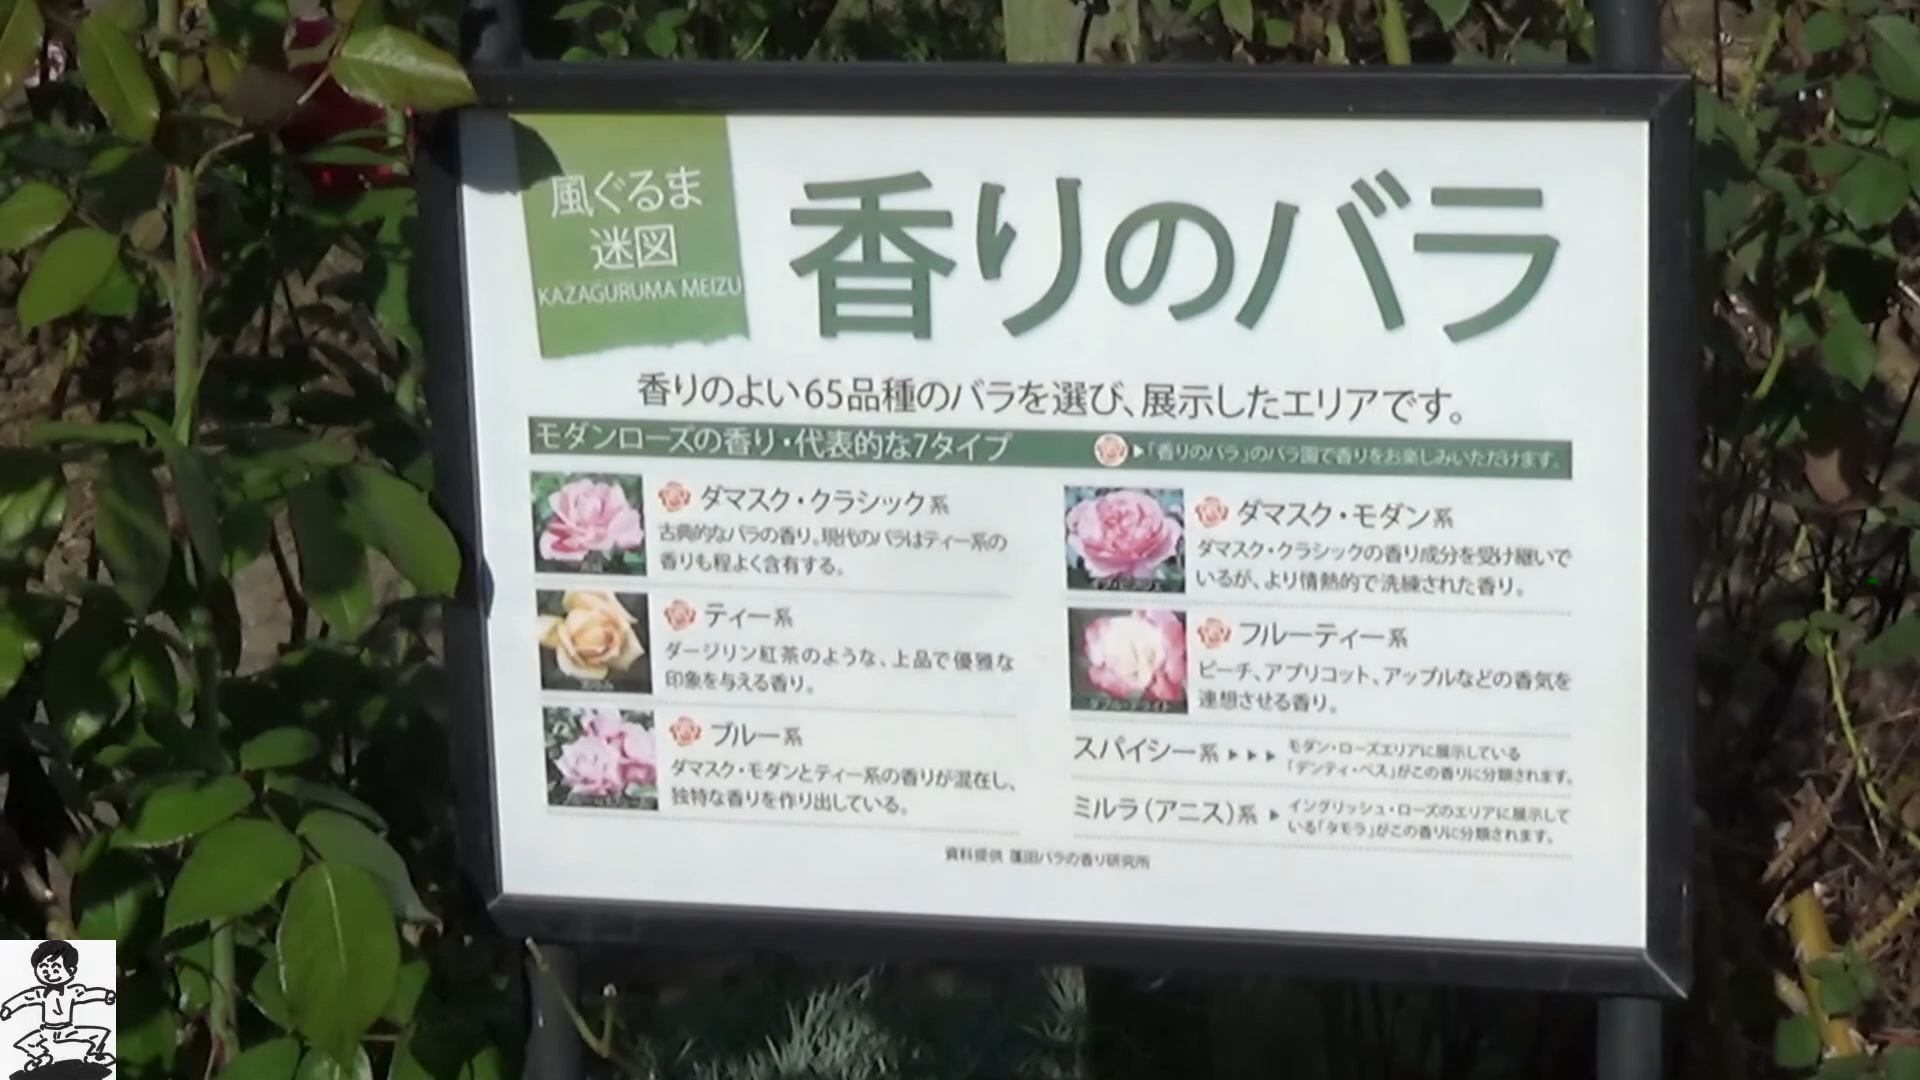 風ぐるま
迷図
KAZAGURUMA MEIZU
香りのバラ
香りのよい65品種のバラを選び、展示したエリアです。
モダンローズの香り・代表的な7タイプ
▶「香りのバラ」のバラ園で香りをお楽しみいただけます。
ダマスク・クラシック系
古典的なバラの香り。現代のバラはティー系の
香りも程よく含有する。
ティー系
ダージリン紅茶のような、上品で優雅な
印象を与える香り。
ブルー系
ダマスク・モダンとティー系の香りが混在し、
独特な香りを作り出している。
ダマスク・モダン系
ダマスク・クラシックの香り成分を受け継いで
いるが、より情熱的で洗練された香り。
フルーティー系
ピーチ、アプリコット、アップルなどの香気を
連想させる香り。
ダブル・デライト
スパイシー系 ▶ ▶ ▶
モダン・ローズエリアに展示している
「デンティ・ベス」がこの香りに分類されます。
ミルラ（アニス）系 ▶
イングリッシュ・ローズのエリアに展示して
いる「タモラ」がこの香りに分類されます。
資料提供 蓬田バラの香り研究所